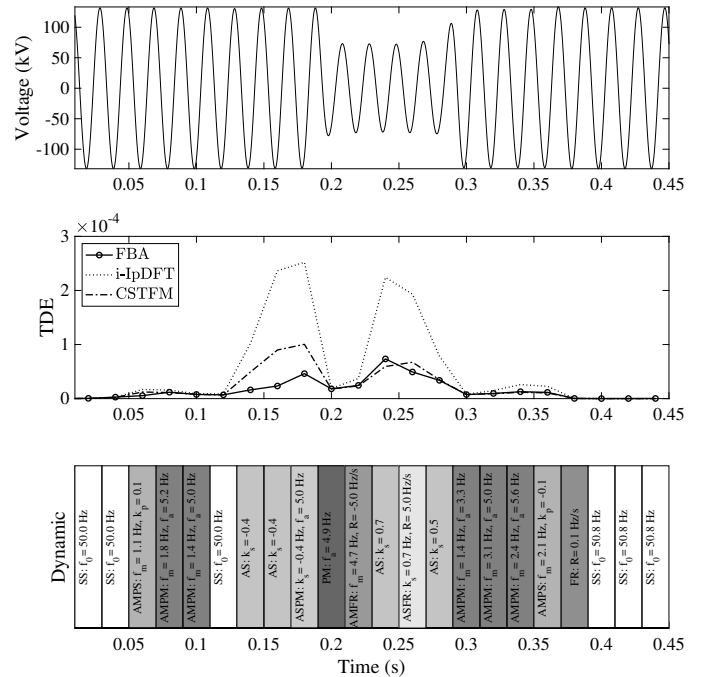 Voltage (kV)
100
50
0
-50
-100
0.05 0.1 0.15 0.2 0.25 0.3 0.35 0.4 0.45
×10⁻⁴
TDE
3
2
1
0
FBA
i-IpDFT
CSTFM
0.05 0.1 0.15 0.2 0.25 0.3 0.35 0.4 0.45
Dynamic
SS: f₀= 50.0 Hz
SS: f₀= 50.0 Hz
AMPS: fₘ= 1.1 Hz, kₚ= 0.1
AMPM: fₘ= 1.8 Hz, fₐ= 5.2 Hz
AMPM: fₘ= 1.4 Hz, fₐ= 5.0 Hz
SS: f₀= 50.0 Hz
AS: kₛ= -0.4
AS: kₛ= -0.4
ASPM: kₛ= -0.4 Hz, fₐ= 5.0 Hz
PM: fₐ= 4.9 Hz
AMFR: fₘ= 4.7 Hz, R= -5.0 Hz/s
AS: kₛ= 0.7
ASFR: kₛ= 0.7 Hz, R= 5.0 Hz/s
AS: kₛ= 0.5
AMPM: fₘ= 1.4 Hz, fₐ= 3.3 Hz
AMPM: fₘ= 3.1 Hz, fₐ= 5.0 Hz
AMPM: fₘ= 2.4 Hz, fₐ= 5.6 Hz
AMPS: fₘ= 2.1 Hz, kₚ= -0.1
FR: R= 0.1 Hz/s
SS: f₀= 50.8 Hz
SS: f₀= 50.8 Hz
SS: f₀= 50.8 Hz
0.05 0.1 0.15 0.2 0.25 0.3 0.35 0.4 0.45
Time (s)